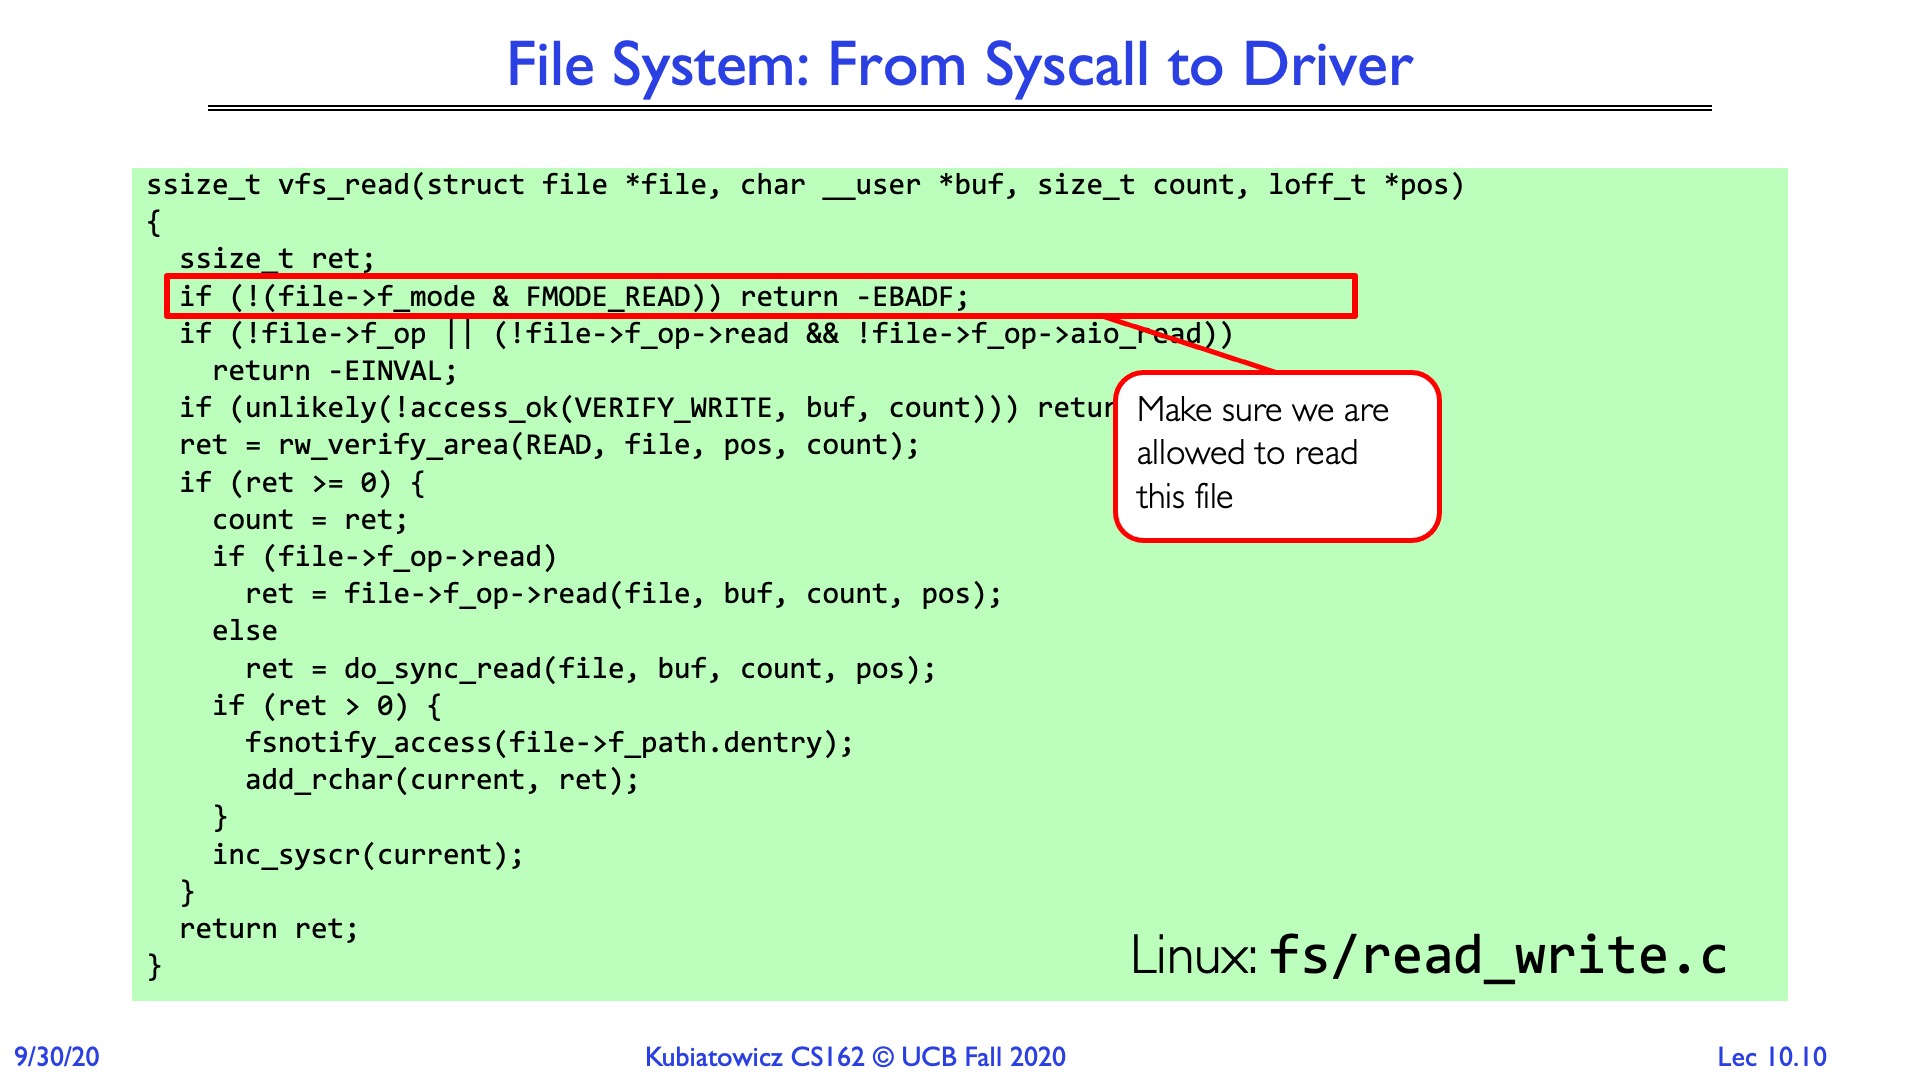 File System: From Syscall to Driver
ssize_t vfs_read(struct file *file, char __user *buf, size_t count, loff_t *pos)
{
  ssize_t ret;
  if (!(file->f_mode & FMODE_READ)) return -EBADF;
  if (!file->f_op || (!file->f_op->read && !file->f_op->aio_read))
    return -EINVAL;
  if (unlikely(!access_ok(VERIFY_WRITE, buf, count))) retur
  ret = rw_verify_area(READ, file, pos, count);
  if (ret >= 0) {
    count = ret;
    if (file->f_op->read)
      ret = file->f_op->read(file, buf, count, pos);
    else
      ret = do_sync_read(file, buf, count, pos);
    if (ret > 0) {
      fsnotify_access(file->f_path.dentry);
      add_rchar(current, ret);
    }
    inc_syscr(current);
  }
  return ret;
}
Make sure we are
allowed to read
this file
Linux: fs/read_write.c
9/30/20
Kubiatowicz CS162 © UCB Fall 2020
Lec 10.10